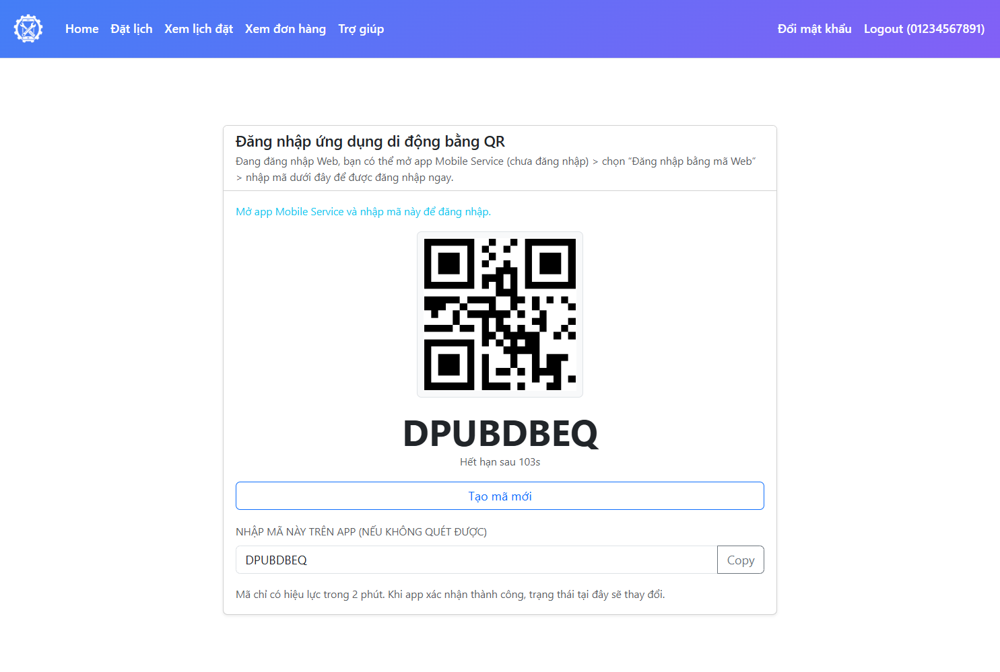 Home Đặt lịch Xem lịch đặt Xem đơn hàng Trợ giúp Đổi mật khẩu Logout (01234567891)
Đăng nhập ứng dụng di động bằng QR
Đang đăng nhập Web, bạn có thể mở app Mobile Service (chưa đăng nhập) > chọn “Đăng nhập bằng mã Web”
> nhập mã dưới đây để được đăng nhập ngay.
Mở app Mobile Service và nhập mã này để đăng nhập.
DPUBDBEQ
Hết hạn sau 103s
Tạo mã mới
NHẬP MÃ NÀY TRÊN APP (NẾU KHÔNG QUÉT ĐƯỢC)
DPUBDBEQ Copy
Mã chỉ có hiệu lực trong 2 phút. Khi app xác nhận thành công, trạng thái tại đây sẽ thay đổi.